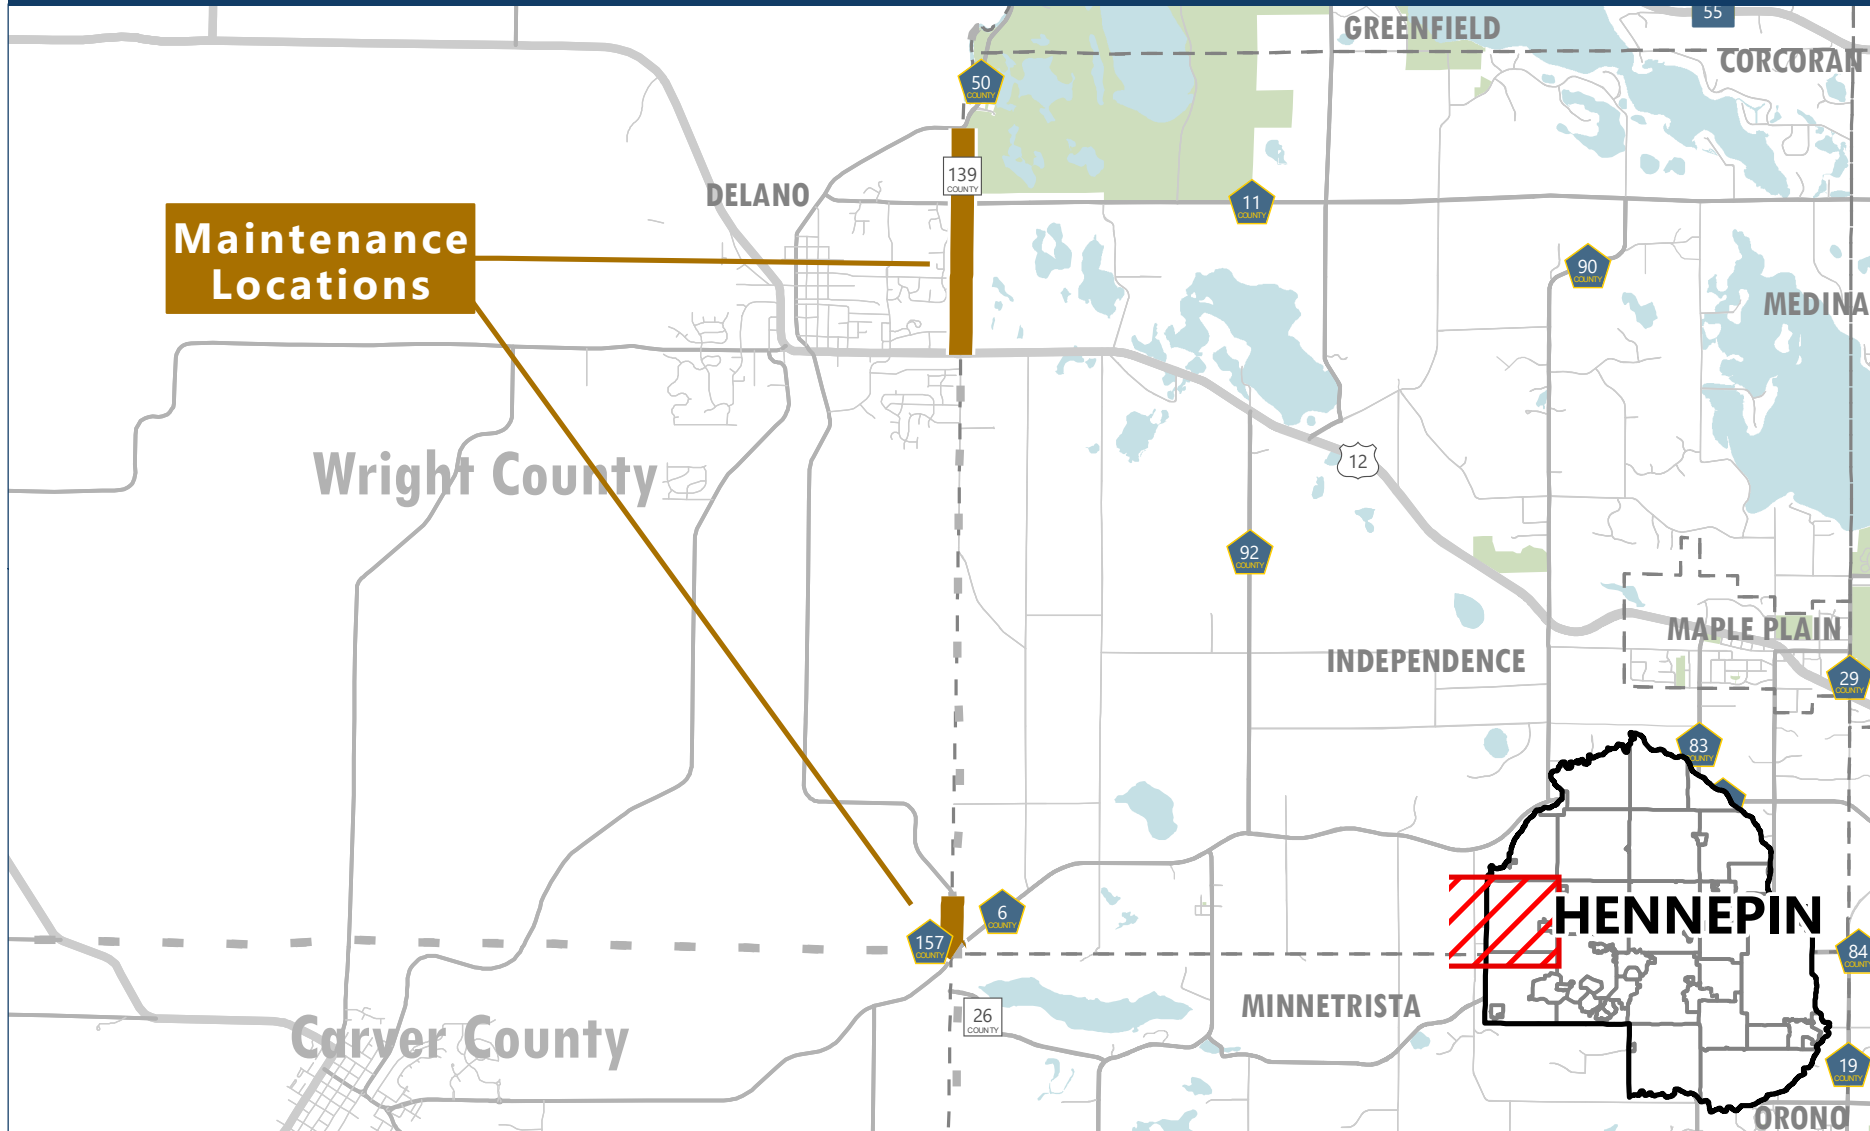 55
GREENFIELD
CORCORAN
50
COUNTY
139
COUNTY
DELANO
11
COUNTY
Maintenance
Locations
90
COUNTY
MEDINA
Wright County
12
92
COUNTY
MAPLE PLAIN
INDEPENDENCE
29
COUNTY
83
COUNTY
6
COUNTY
HENNEPIN
157
COUNTY
84
COUNTY
MINNETRISTA
26
COUNTY
Carver County
19
COUNTY
ORONO